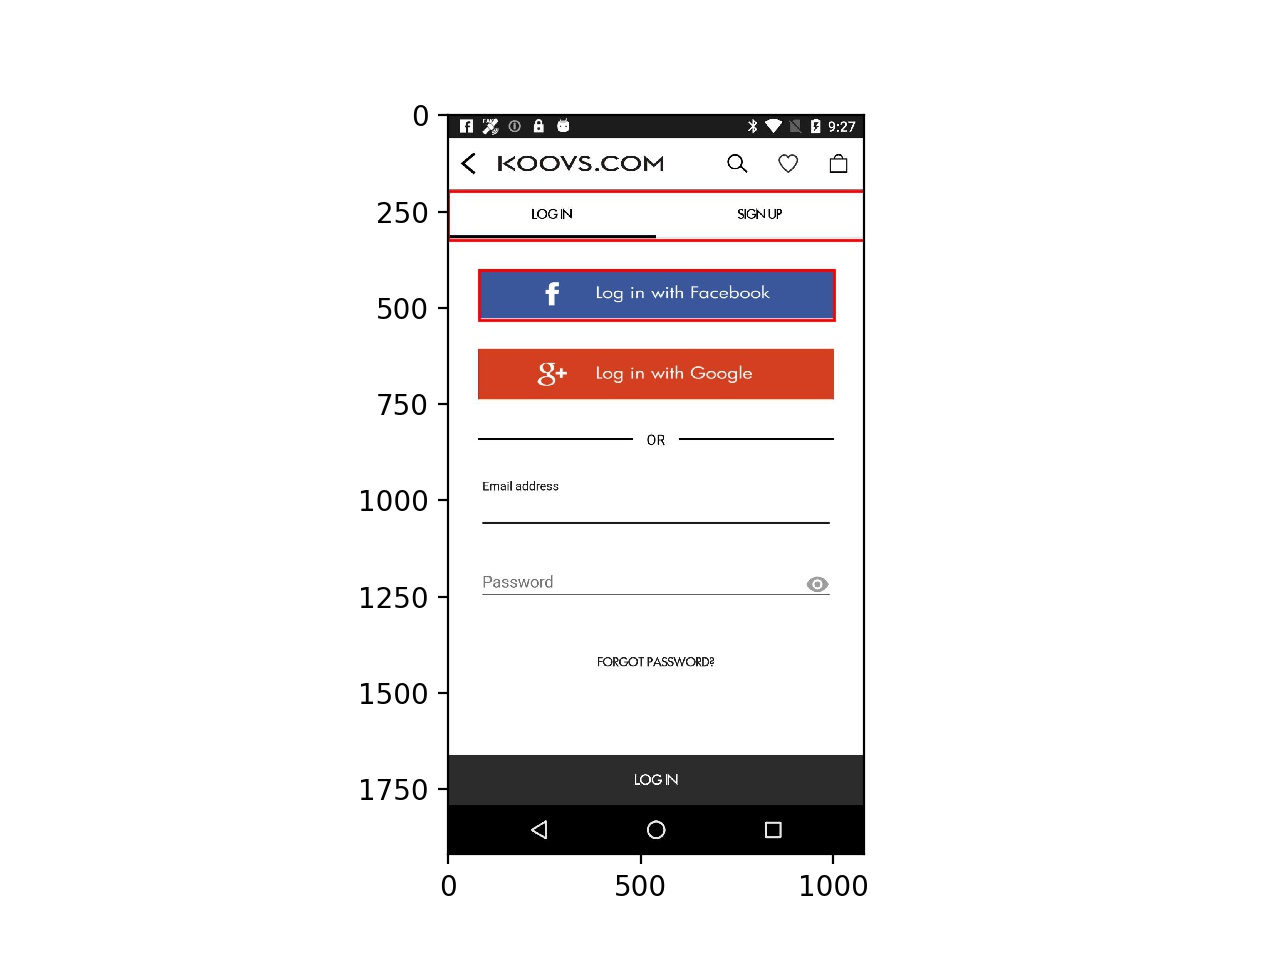 0
250
500
750
1000
1250
1500
1750
9:27
KOOVS.COM
LOG IN SIGN UP
f Log in with Facebook
g+ Log in with Google
OR
Email address
Password
FORGOT PASSWORD?
LOG IN
0 500 1000